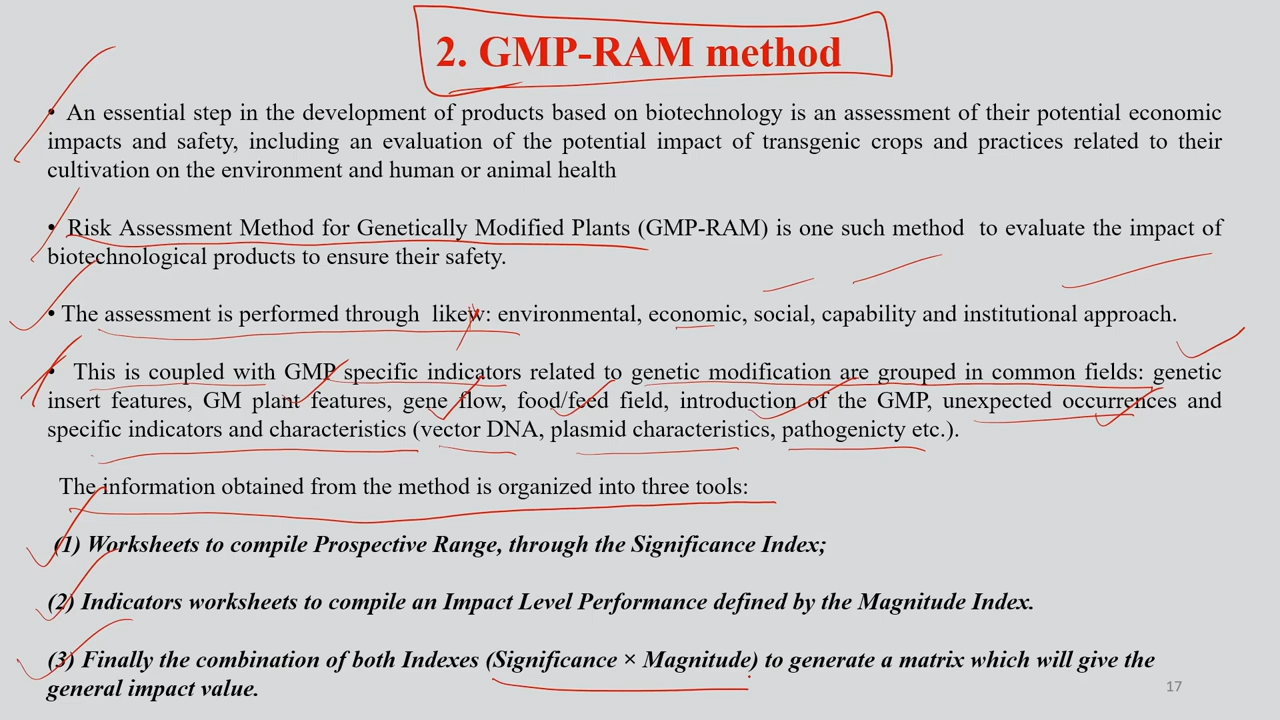 2. GMP-RAM method
• An essential step in the development of products based on biotechnology is an assessment of their potential economic
impacts and safety, including an evaluation of the potential impact of transgenic crops and practices related to their
cultivation on the environment and human or animal health
• Risk Assessment Method for Genetically Modified Plants (GMP-RAM) is one such method to evaluate the impact of
biotechnological products to ensure their safety.
• The assessment is performed through likew: environmental, economic, social, capability and institutional approach.
• This is coupled with GMP specific indicators related to genetic modification are grouped in common fields: genetic
insert features, GM plant features, gene flow, food/feed field, introduction of the GMP, unexpected occurrences and
specific indicators and characteristics (vector DNA, plasmid characteristics, pathogenicty etc.).
The information obtained from the method is organized into three tools:
(1) Worksheets to compile Prospective Range, through the Significance Index;
(2) Indicators worksheets to compile an Impact Level Performance defined by the Magnitude Index.
(3) Finally the combination of both Indexes (Significance × Magnitude) to generate a matrix which will give the
general impact value.
17